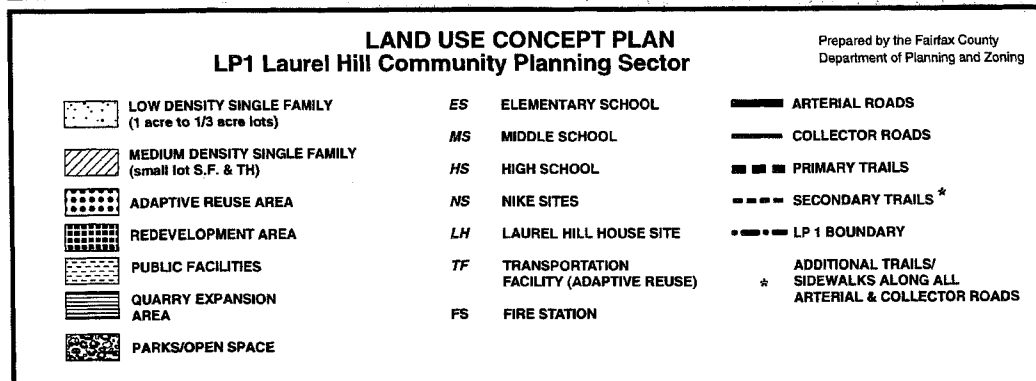 LAND USE CONCEPT PLAN
LP1 Laurel Hill Community Planning Sector
Prepared by the Fairfax County
Department of Planning and Zoning
LOW DENSITY SINGLE FAMILY
(1 acre to 1/3 acre lots)
MEDIUM DENSITY SINGLE FAMILY
(small lot S.F. & TH)
ADAPTIVE REUSE AREA
REDEVELOPMENT AREA
PUBLIC FACILITIES
QUARRY EXPANSION
AREA
PARKS/OPEN SPACE
ES ELEMENTARY SCHOOL
MS MIDDLE SCHOOL
HS HIGH SCHOOL
NS NIKE SITES
LH LAUREL HILL HOUSE SITE
TF TRANSPORTATION
FACILITY (ADAPTIVE REUSE)
FS FIRE STATION
ARTERIAL ROADS
COLLECTOR ROADS
PRIMARY TRAILS
SECONDARY TRAILS *
LP 1 BOUNDARY
ADDITIONAL TRAILS/
* SIDEWALKS ALONG ALL
ARTERIAL & COLLECTOR ROADS